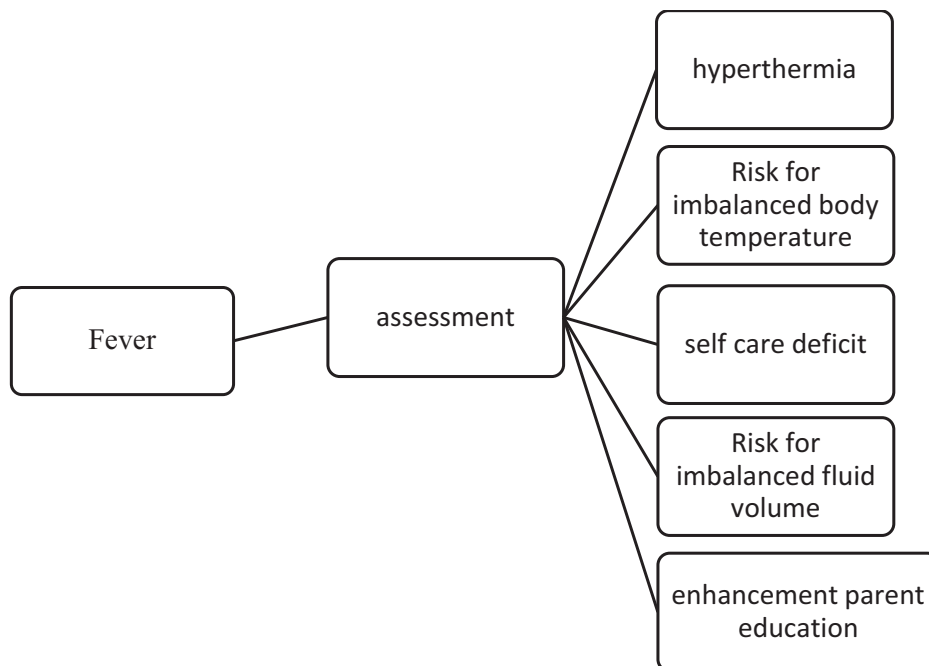 Fever
assessment
hyperthermia
Risk for
imbalanced body
temperature
self care deficit
Risk for
imbalanced fluid
volume
enhancement parent
education